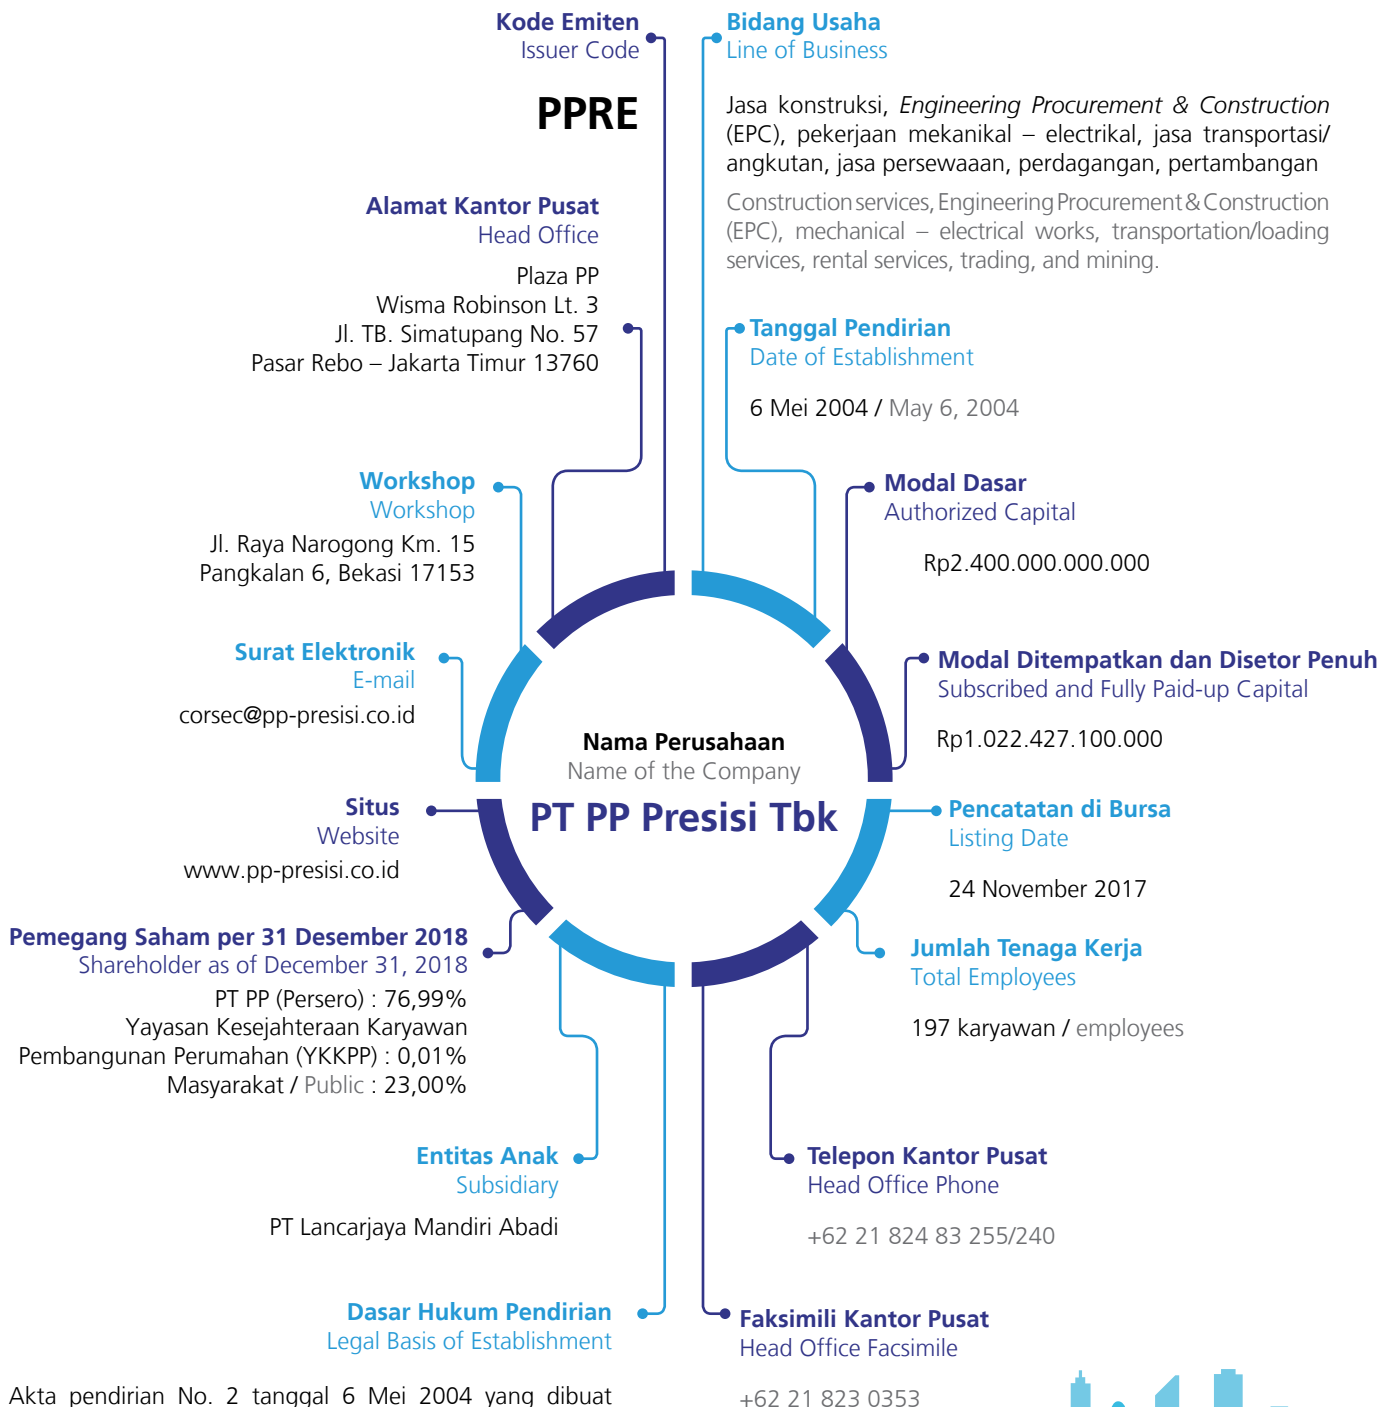 Kode Emiten
Issuer Code
PPRE
Alamat Kantor Pusat
Head Office
Plaza PP
Wisma Robinson Lt. 3
Jl. TB. Simatupang No. 57
Pasar Rebo – Jakarta Timur 13760
Workshop
Workshop
Jl. Raya Narogong Km. 15
Pangkalan 6, Bekasi 17153
Surat Elektronik
E-mail
corsec@pp-presisi.co.id
Situs
Website
www.pp-presisi.co.id
Pemegang Saham per 31 Desember 2018
Shareholder as of December 31, 2018
PT PP (Persero) : 76,99%
Yayasan Kesejahteraan Karyawan
Pembangunan Perumahan (YKKPP) : 0,01%
Masyarakat / Public : 23,00%
Entitas Anak
Subsidiary
PT Lancarjaya Mandiri Abadi
Dasar Hukum Pendirian
Legal Basis of Establishment
Akta pendirian No. 2 tanggal 6 Mei 2004 yang dibuat
Nama Perusahaan
Name of the Company
PT PP Presisi Tbk
Bidang Usaha
Line of Business
Jasa konstruksi, Engineering Procurement & Construction
(EPC), pekerjaan mekanikal – electrikal, jasa transportasi/
angkutan, jasa persewaaan, perdagangan, pertambangan
Construction services, Engineering Procurement & Construction
(EPC), mechanical – electrical works, transportation/loading
services, rental services, trading, and mining.
Tanggal Pendirian
Date of Establishment
6 Mei 2004 / May 6, 2004
Modal Dasar
Authorized Capital
Rp2.400.000.000.000
Modal Ditempatkan dan Disetor Penuh
Subscribed and Fully Paid-up Capital
Rp1.022.427.100.000
Pencatatan di Bursa
Listing Date
24 November 2017
Jumlah Tenaga Kerja
Total Employees
197 karyawan / employees
Telepon Kantor Pusat
Head Office Phone
+62 21 824 83 255/240
Faksimili Kantor Pusat
Head Office Facsimile
+62 21 823 0353